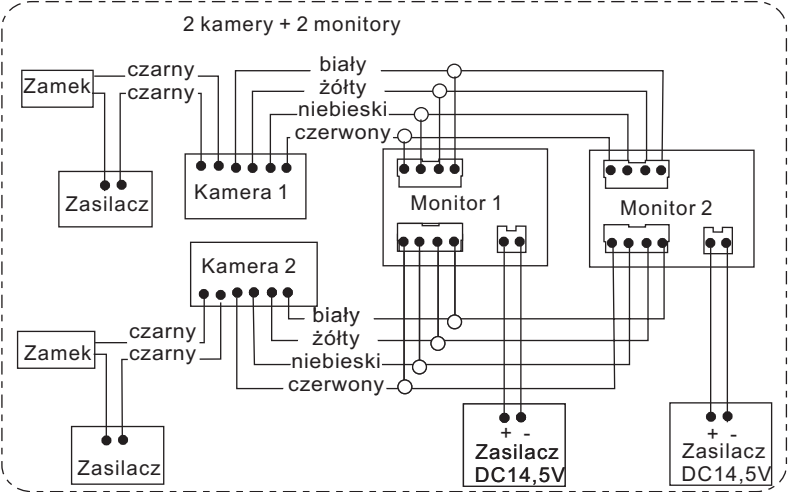 2 kamery + 2 monitory
biały
czarny
żółty
Zamek
czarny
niebieski
czerwony
Kamera 1
Zasilacz
Monitor 1
Monitor 2
Kamera 2
biały
czarny
żółty
Zamek
czarny
niebieski
czerwony
+ -
+ -
Zasilacz
Zasilacz
Zasilacz
DC14,5V
DC14,5V